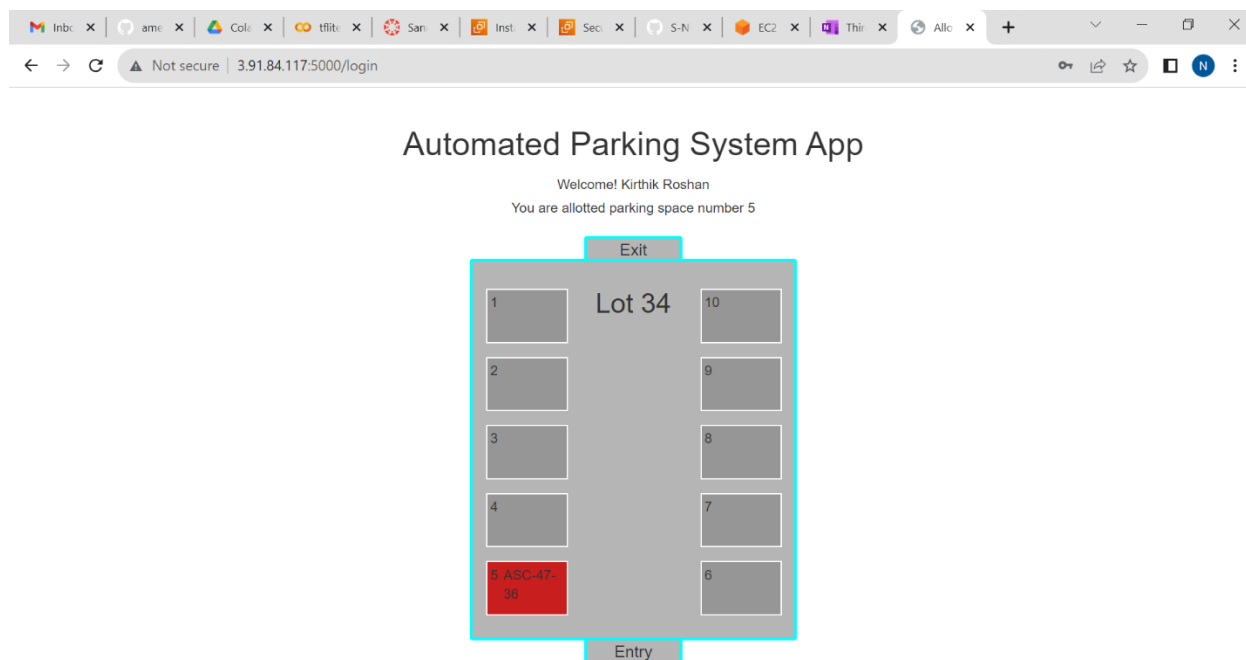 Inbo
ame
Cola
tflite
San
Inst
Secu
S-N
EC2
Thin
Allo
Not secure
3.91.84.117:5000/login
N
Automated Parking System App
Welcome! Kirthik Roshan
You are allotted parking space number 5
Exit
Lot 34
1
10
2
9
3
8
4
7
5 ASC-47-
36
6
Entry